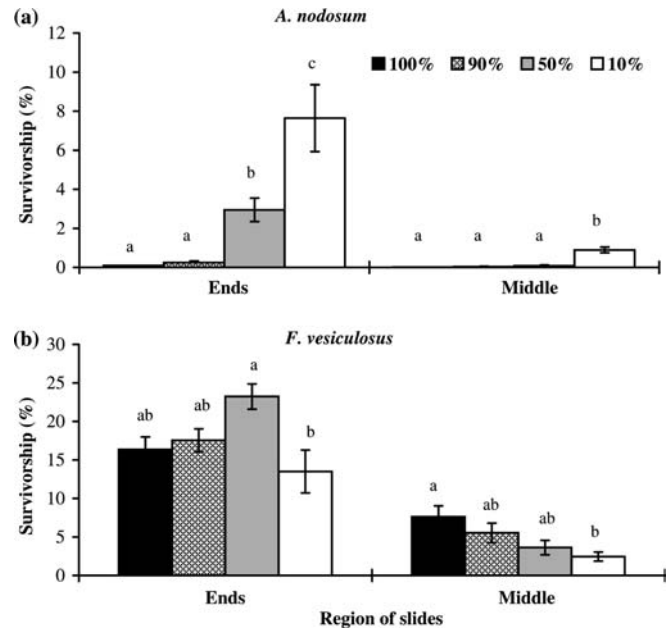 (a)
A. nodosum
12
10
8
6
4
2
0
Survivorship (%)
100% 90% 50% 10%
a a b c
a a a b
Ends Middle
(b)
F. vesiculosus
30
25
20
15
10
5
0
Survivorship (%)
ab ab a b
a ab ab b
Ends Middle
Region of slides